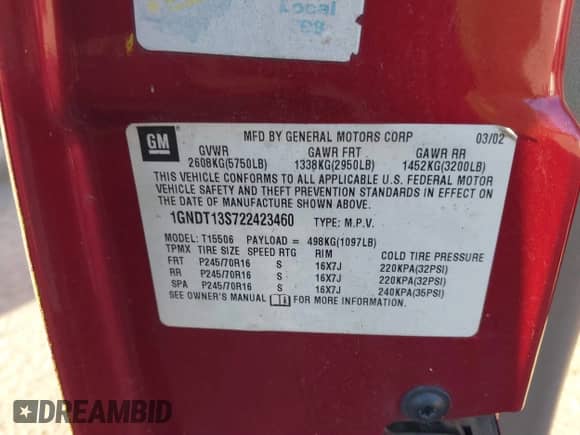 Local
GM
MFD BY GENERAL MOTORS CORP 03/02
GVWR GAWR FRT GAWR RR
2608KG(5750LB) 1338KG(2950LB) 1452KG(3200LB)
THIS VEHICLE CONFORMS TO ALL APPLICABLE U.S. FEDERAL MOTOR
VEHICLE SAFETY AND THEFT PREVENTION STANDARDS IN EFFECT ON
THE DATE OF MANUFACTURE SHOWN ABOVE.
1GNDT13S722423460 TYPE: M.P.V.
MODEL: T15506 PAYLOAD = 498KG(1097LB)
TPMX TIRE SIZE SPEED RTG RIM COLD TIRE PRESSURE
FRT P245/70R16 S 16X7J 220KPA(32PSI)
RR P245/70R16 S 16X7J 220KPA(32PSI)
SPA P245/70R16 S 16X7J 240KPA(35PSI)
SEE OWNER'S MANUAL FOR MORE INFORMATION.
DREAMBID